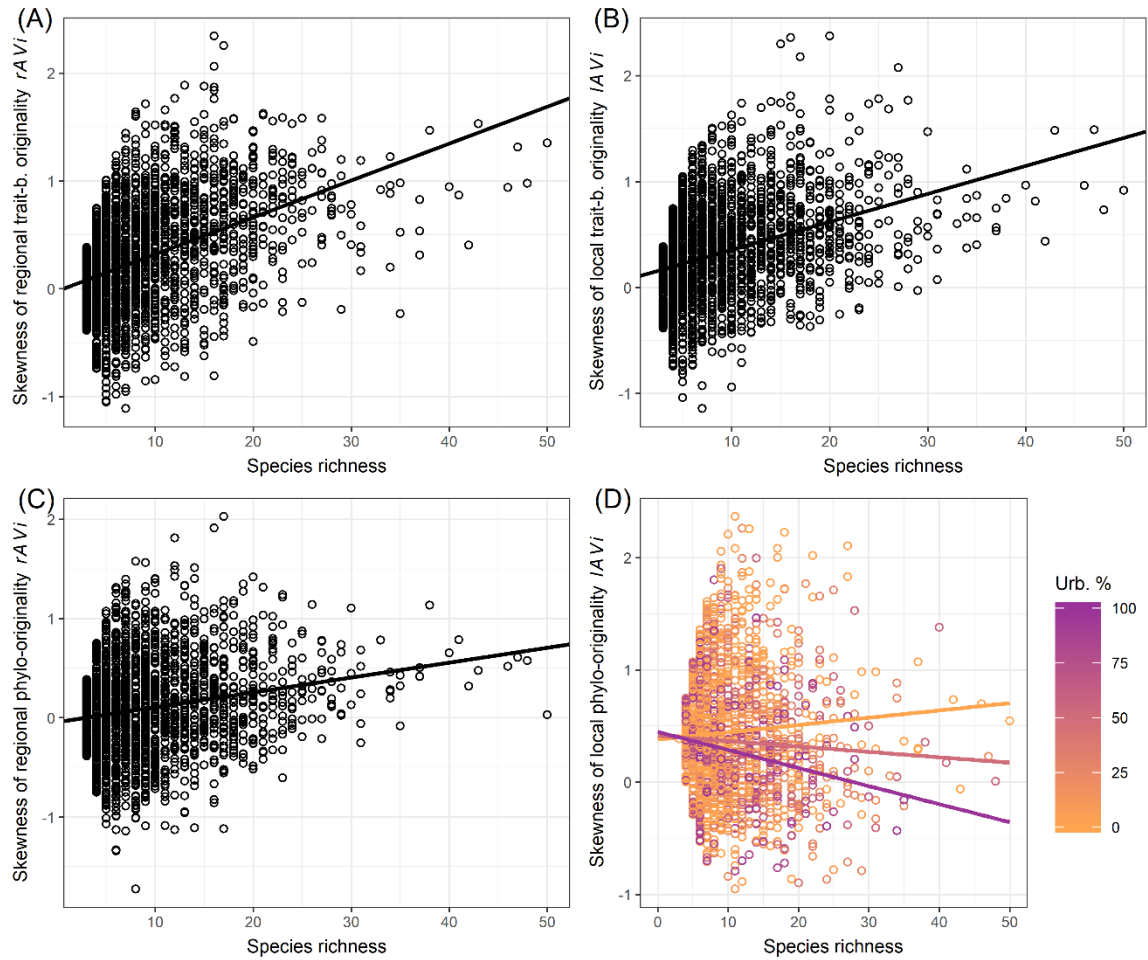 (A)
Skewness of regional trait-b. originality rAVi
2
1
0
-1
10 20 30 40 50
Species richness
(B)
Skewness of local trait-b. originality lAVi
2
1
0
-1
10 20 30 40 50
Species richness
(C)
Skewness of regional phylo-originality rAVi
2
1
0
-1
10 20 30 40 50
Species richness
(D)
Skewness of local phylo-originality lAVi
2
1
0
-1
0 10 20 30 40 50
Species richness
Urb. %
100
75
50
25
0